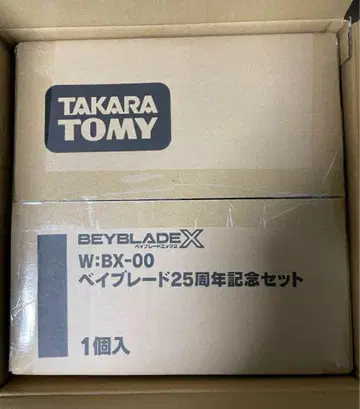 TAKARA
TOMY
BEYBLADE X
ベイブレードエックス
W:BX-00
ベイブレード25周年記念セット
1個入